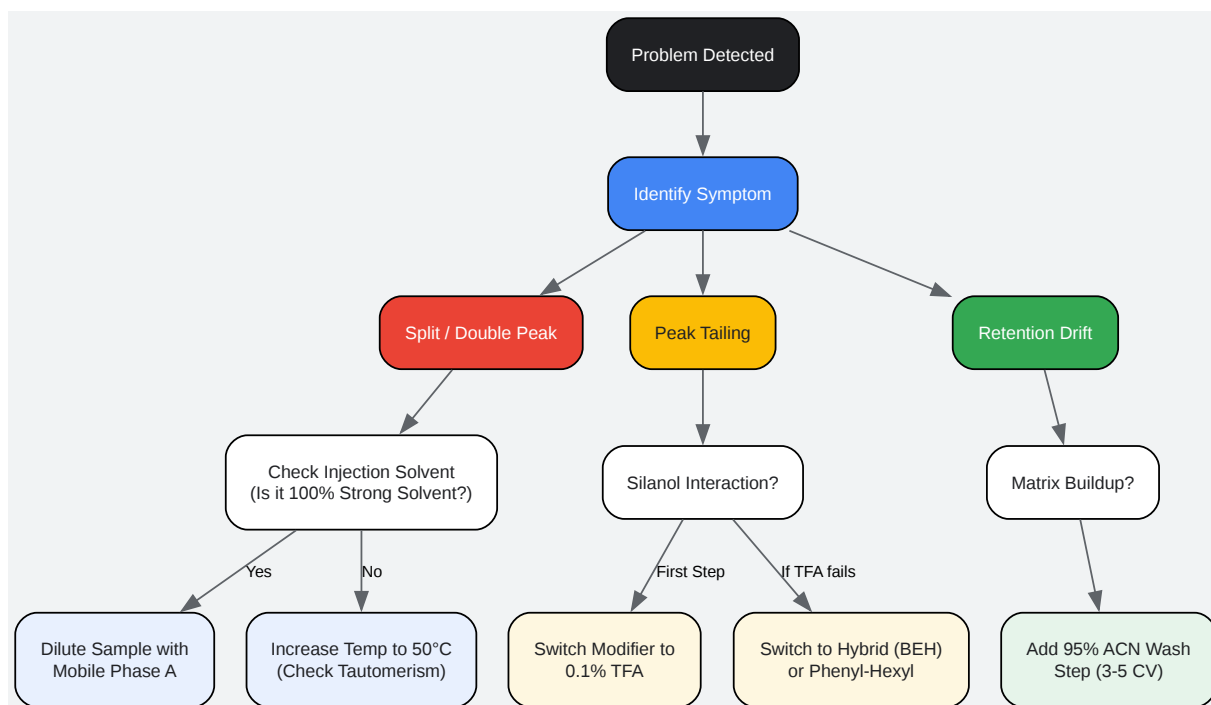 Problem Detected
Identify Symptom
Split / Double Peak
Peak Tailing
Retention Drift
Check Injection Solvent
(Is it 100% Strong Solvent?)
Silanol Interaction?
Matrix Buildup?
Yes
No
First Step
If TFA fails
Dilute Sample with
Mobile Phase A
Increase Temp to 50°C
(Check Tautomerism)
Switch Modifier to
0.1% TFA
Switch to Hybrid (BEH)
or Phenyl-Hexyl
Add 95% ACN Wash
Step (3-5 CV)